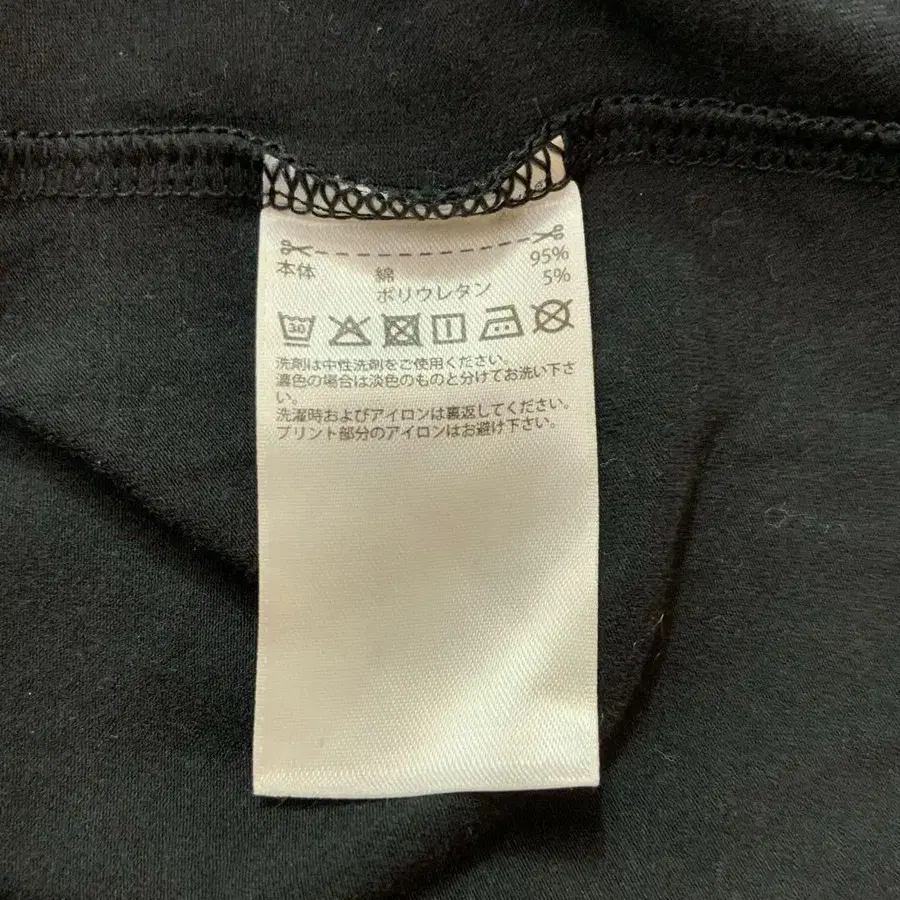 本体 綿 95%
ポリウレタン 5%
30
洗剤は中性洗剤をご使用ください。
濃色の場合は淡色のものと分けてお洗い下さ
い。
洗濯時およびアイロンは裏返してください。
プリント部分のアイロンはお避け下さい。